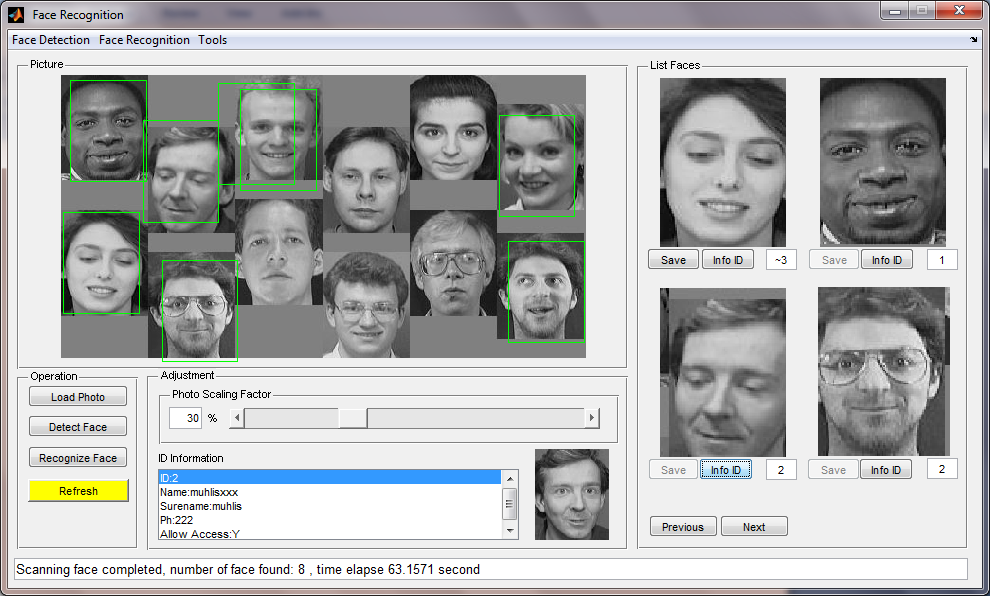 Face Recognition
Face Detection Face Recognition Tools
Picture
List Faces
Save Info ID ~3
Save Info ID 1
Save Info ID 2
Save Info ID 2
Previous Next
Operation
Load Photo
Detect Face
Recognize Face
Refresh
Adjustment
Photo Scaling Factor
30 %
ID Information
ID:2
Name:muhlisxxx
Surename:muhlis
Ph:222
Allow Access:Y
Scanning face completed, number of face found: 8 , time elapse 63.1571 second